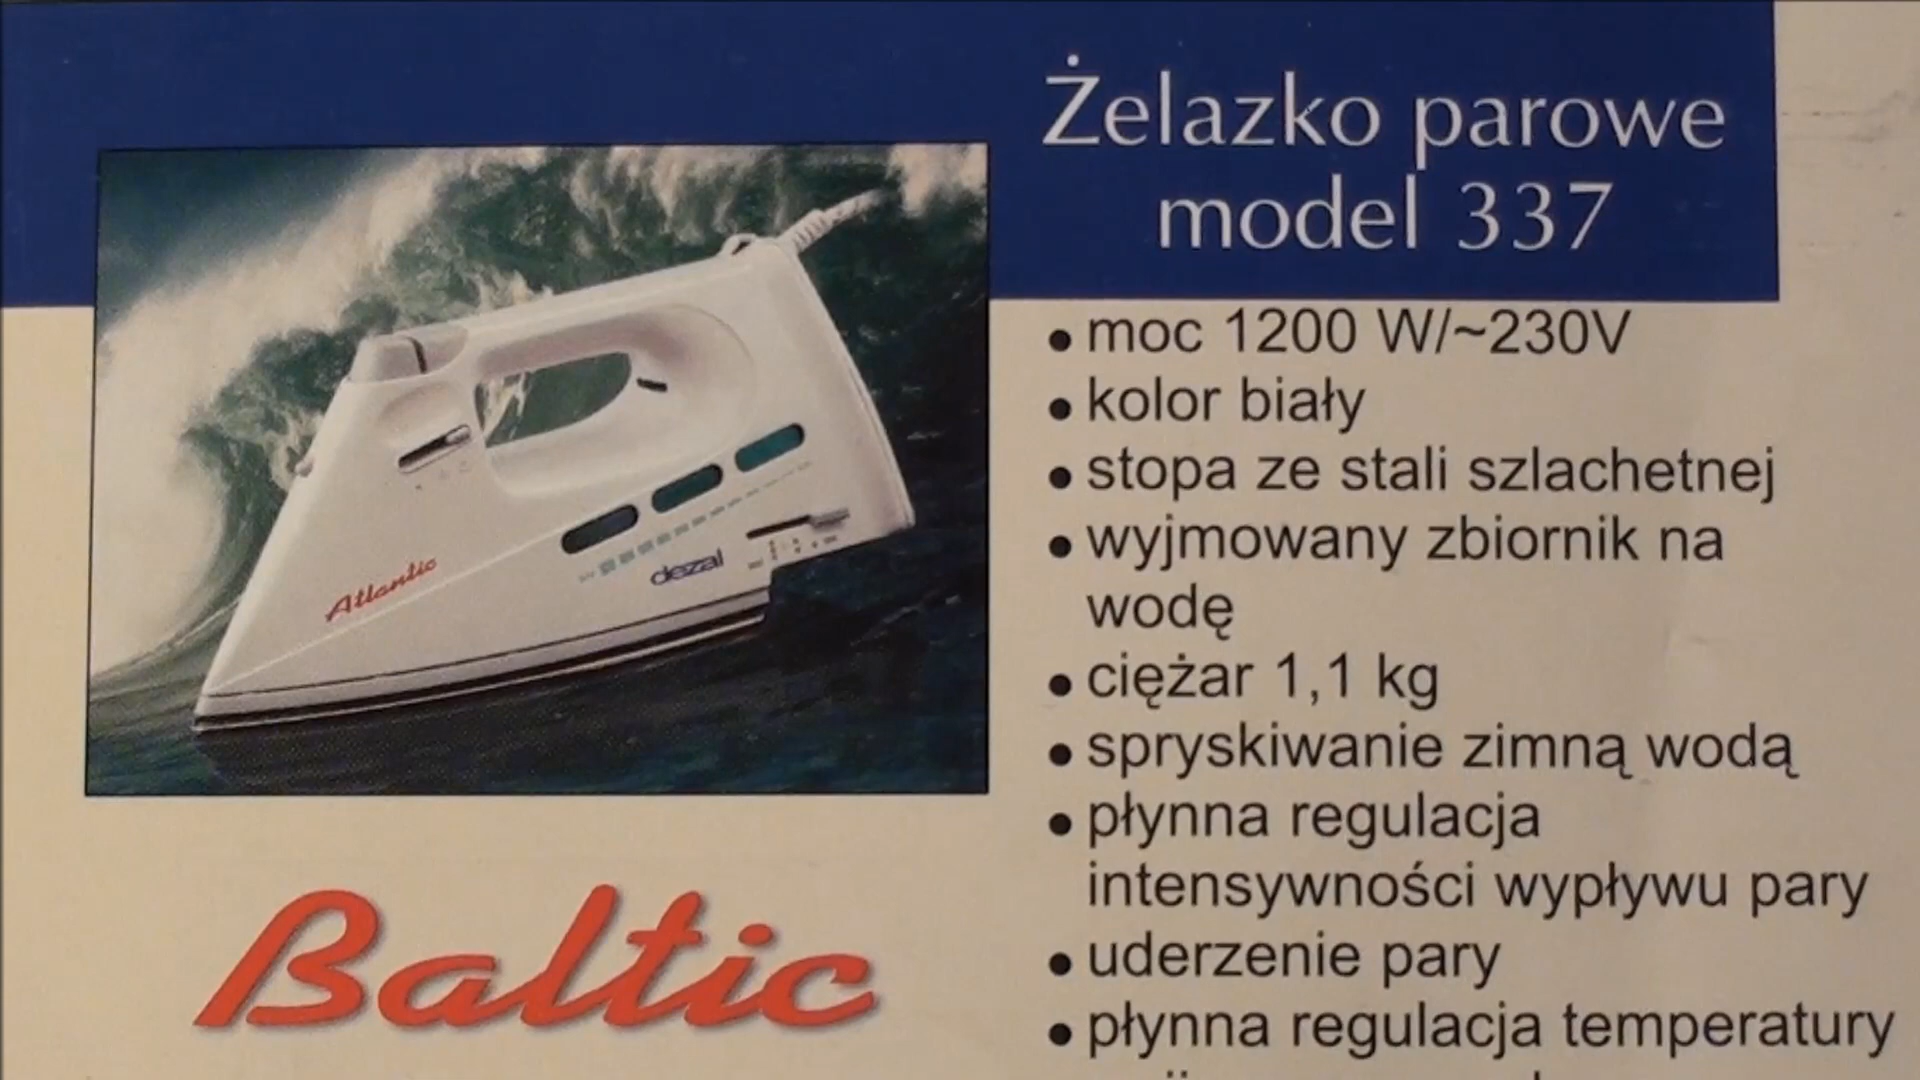 Żelazko parowe
model 337
• moc 1200 W/~230V
• kolor biały
• stopa ze stali szlachetnej
• wyjmowany zbiornik na
wodę
• ciężar 1,1 kg
• spryskiwanie zimną wodą
• płynna regulacja
intensywności wypływu pary
• uderzenie pary
• płynna regulacja temperatury
Atlantic
dezal
Baltic